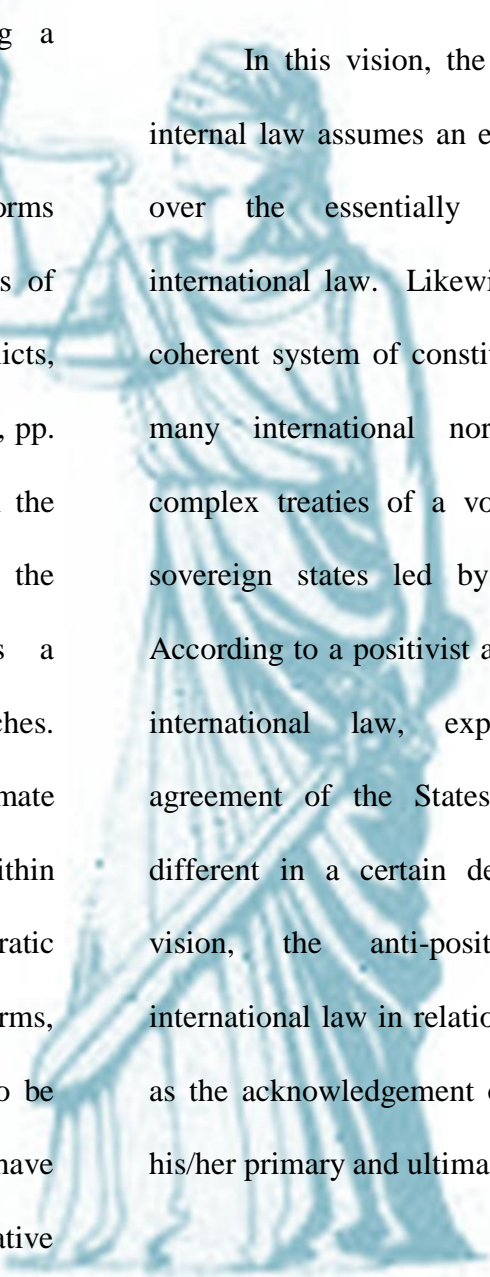 g a
orms
s of
licts,
, pp.
the
the
s a
ches.
mate
ithin
ratic
rms,
o be
have
ative
In this vision, the
internal law assumes an e
over the essentially
international law. Likewi
coherent system of constit
many international nor
complex treaties of a vo
sovereign states led by
According to a positivist a
international law, exp
agreement of the States
different in a certain de
vision, the anti-posit
international law in relatio
as the acknowledgement o
his/her primary and ultima